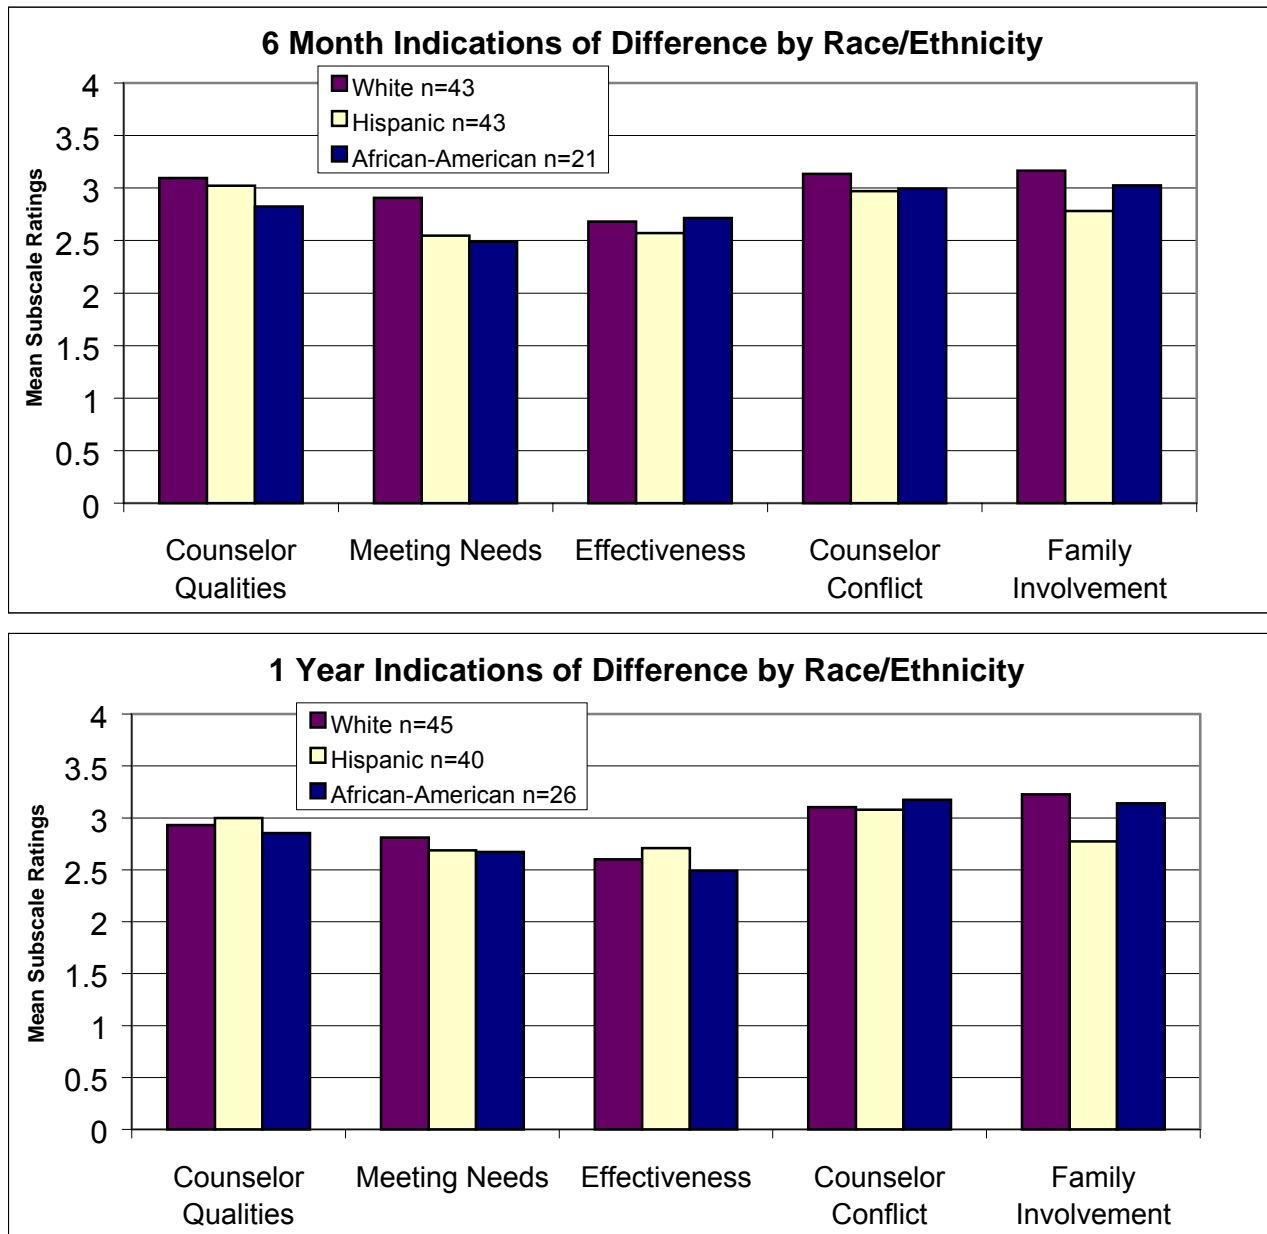 6 Month Indications of Difference by Race/Ethnicity
White n=43
Hispanic n=43
African-American n=21
Mean Subscale Ratings
4
3.5
3
2.5
2
1.5
1
0.5
0
Counselor
Qualities
Meeting Needs
Effectiveness
Counselor
Conflict
Family
Involvement
1 Year Indications of Difference by Race/Ethnicity
White n=45
Hispanic n=40
African-American n=26
Mean Subscale Ratings
4
3.5
3
2.5
2
1.5
1
0.5
0
Counselor
Qualities
Meeting Needs
Effectiveness
Counselor
Conflict
Family
Involvement